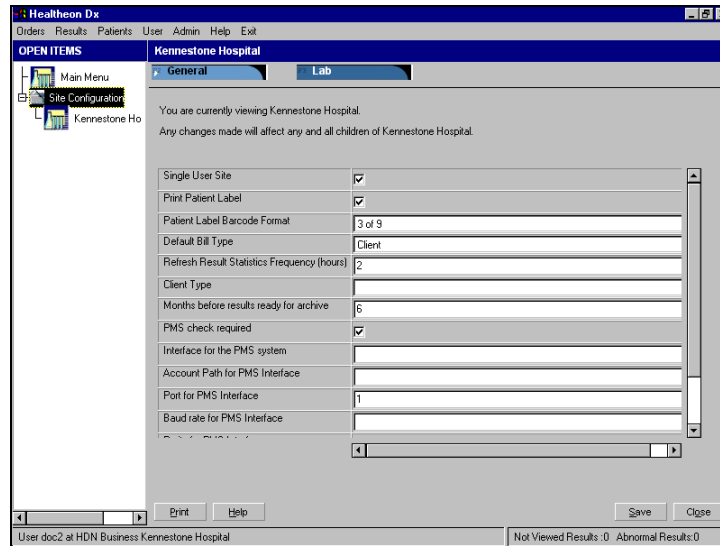 Healtheon Dx
Orders Results Patients User Admin Help Exit
OPEN ITEMS
Kennestone Hospital
Main Menu
Site Configuration
Kennestone Ho
General
Lab
You are currently viewing Kennestone Hospital.
Any changes made will affect any and all children of Kennestone Hospital.
Single User Site
Print Patient Label
Patient Label Barcode Format 3 of 9
Default Bill Type Client
Refresh Result Statistics Frequency (hours) 2
Client Type
Months before results ready for archive 6
PMS check required
Interface for the PMS system
Account Path for PMS Interface
Port for PMS Interface 1
Baud rate for PMS Interface
Print Help Save Close
User doc2 at HDN Business Kennestone Hospital Not Viewed Results :0 Abnormal Results:0